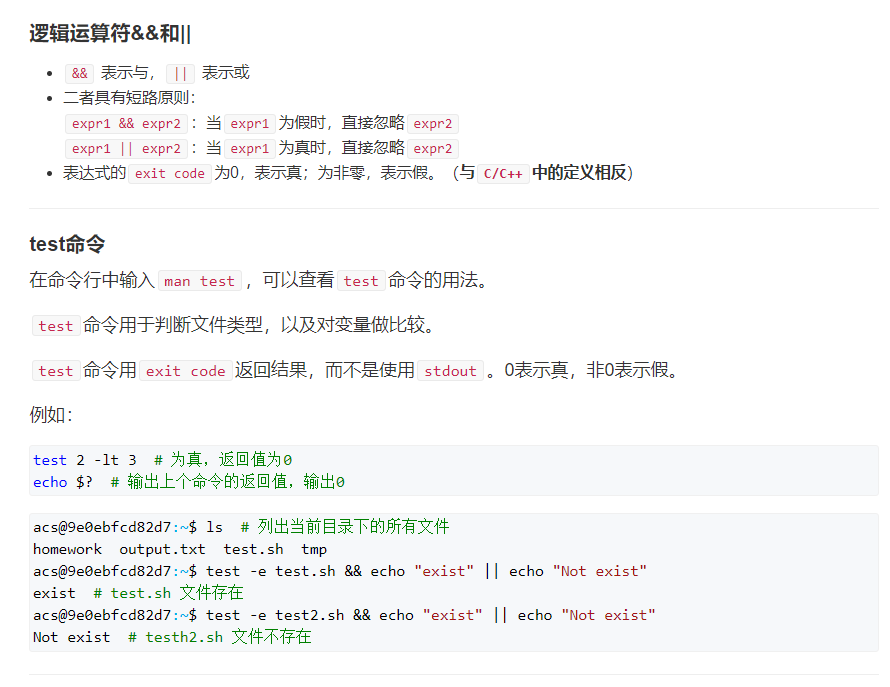 逻辑运算符&&和||
&& 表示与， || 表示或
二者具有短路原则：
expr1 && expr2 ：当 expr1 为假时，直接忽略 expr2
expr1 || expr2 ：当 expr1 为真时，直接忽略 expr2
表达式的 exit code 为0，表示真；为非零，表示假。（与 C/C++ 中的定义相反）
test命令
在命令行中输入 man test ，可以查看 test 命令的用法。
test 命令用于判断文件类型，以及对变量做比较。
test 命令用 exit code 返回结果，而不是使用 stdout 。0表示真，非0表示假。
例如：
test 2 -lt 3  # 为真，返回值为0
echo $?  # 输出上个命令的返回值，输出0
acs@9e0ebfcd82d7:~$ ls  # 列出当前目录下的所有文件
homework  output.txt  test.sh  tmp
acs@9e0ebfcd82d7:~$ test -e test.sh && echo "exist" || echo "Not exist"
exist  # test.sh 文件存在
acs@9e0ebfcd82d7:~$ test -e test2.sh && echo "exist" || echo "Not exist"
Not exist  # testh2.sh 文件不存在